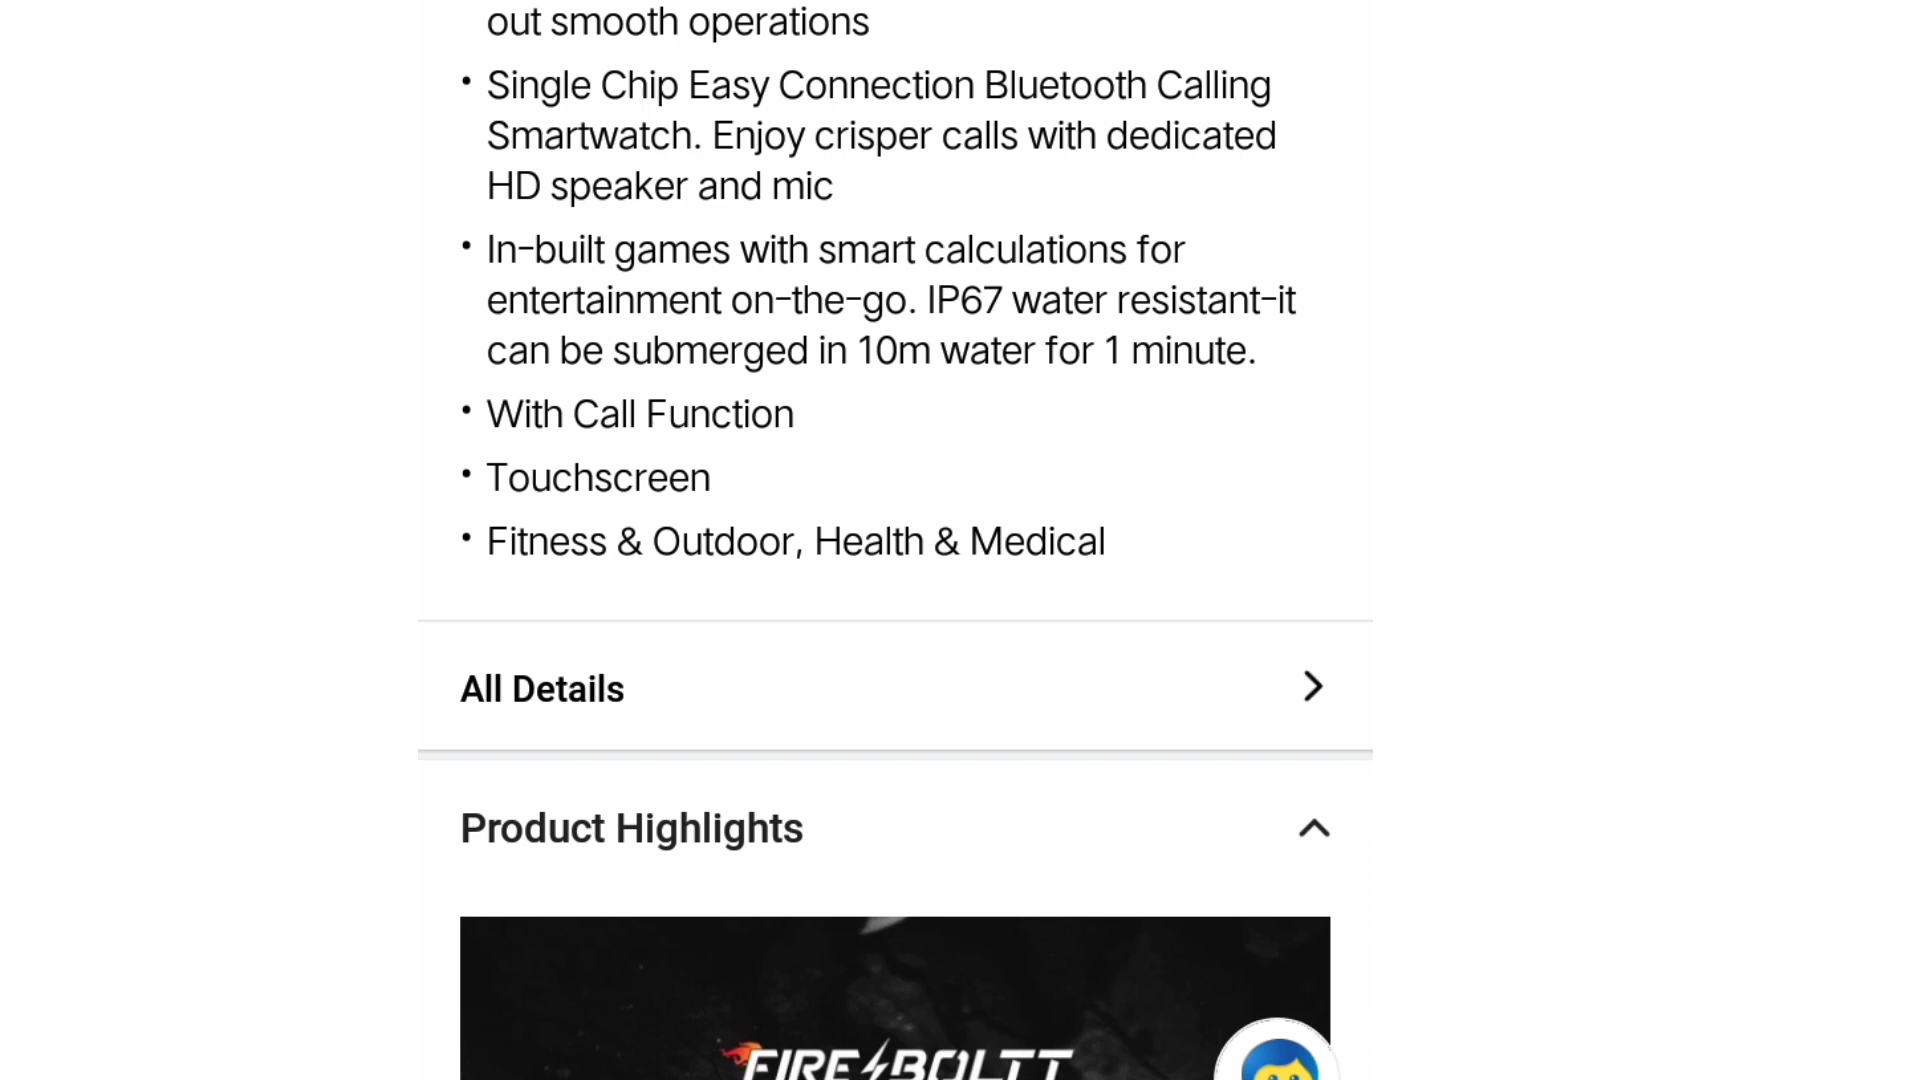 out smooth operations
• Single Chip Easy Connection Bluetooth Calling
Smartwatch. Enjoy crisper calls with dedicated
HD speaker and mic
• In-built games with smart calculations for
entertainment on-the-go. IP67 water resistant-it
can be submerged in 10m water for 1 minute.
• With Call Function
• Touchscreen
• Fitness & Outdoor, Health & Medical
All Details
Product Highlights
FIRE BOLTT